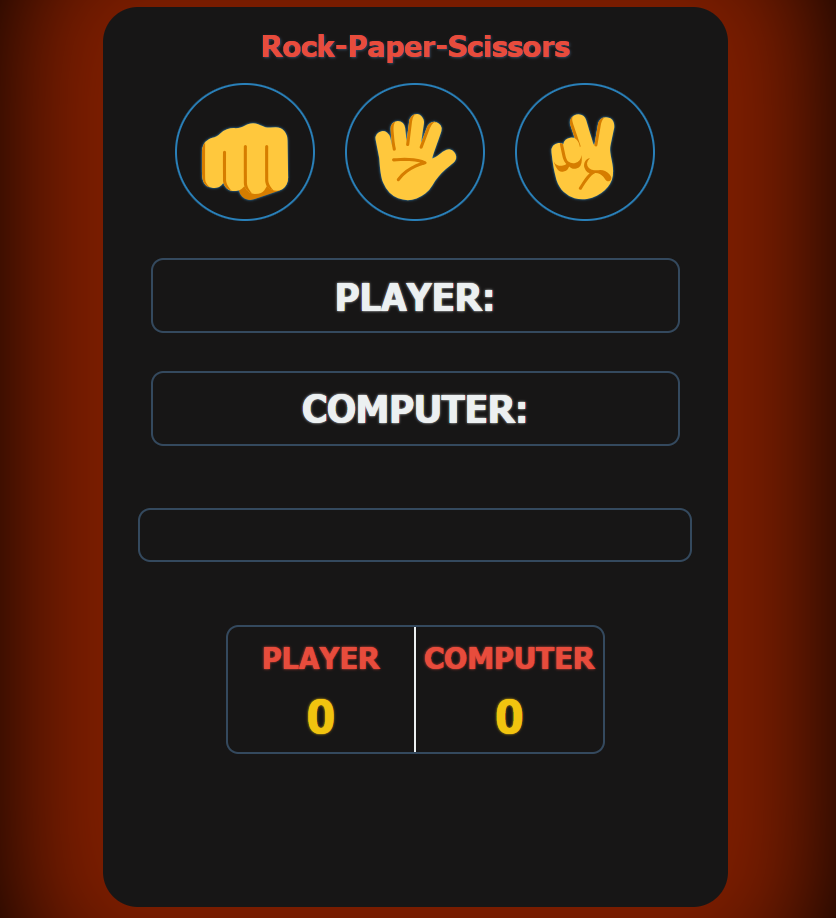 Rock-Paper-Scissors
PLAYER:
COMPUTER:
PLAYER COMPUTER
0 0